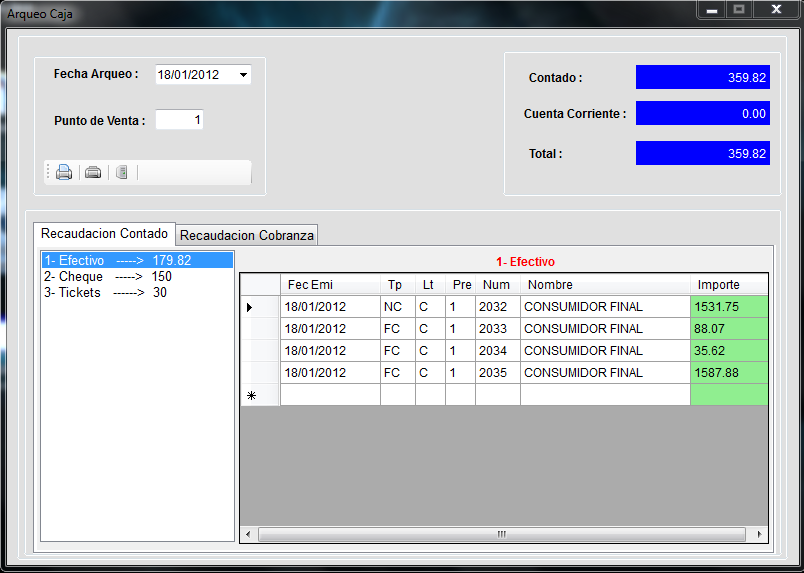 Arqueo Caja
Fecha Arqueo : 18/01/2012
Punto de Venta : 1
Contado : 359.82
Cuenta Corriente : 0.00
Total : 359.82
Recaudacion Contado Recaudacion Cobranza
1- Efectivo -----> 179.82
2- Cheque -----> 150
3- Tickets ------> 30
1- Efectivo
Fec Emi Tp Lt Pre Num Nombre Importe
18/01/2012 NC C 1 2032 CONSUMIDOR FINAL 1531.75
18/01/2012 FC C 1 2033 CONSUMIDOR FINAL 88.07
18/01/2012 FC C 1 2034 CONSUMIDOR FINAL 35.62
18/01/2012 FC C 1 2035 CONSUMIDOR FINAL 1587.88